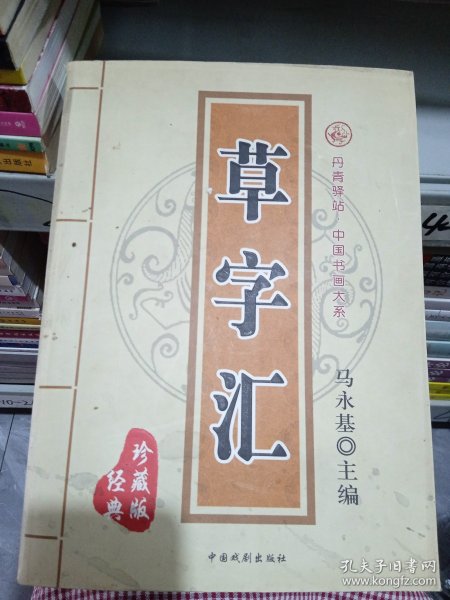 草字汇
丹青驿站·中国书画大系
马永基◎主编
珍藏版
经典
中国戏剧出版社
孔夫子旧书网
www.kongfz.com